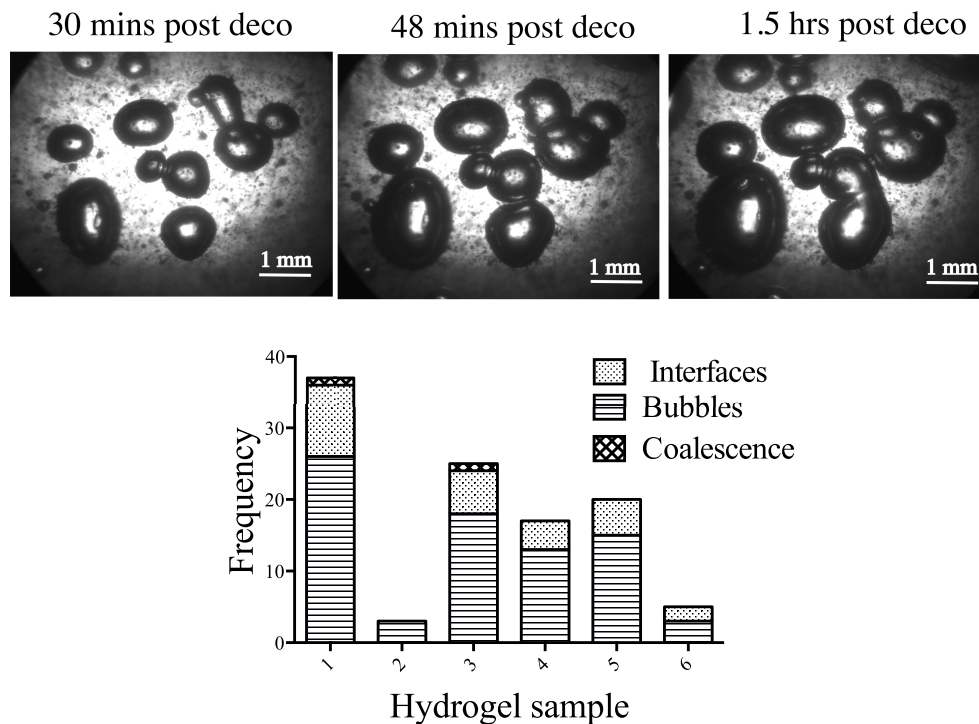 30 mins post deco
48 mins post deco
1.5 hrs post deco
1 mm
1 mm
1 mm
40
30
20
10
0
Frequency
Interfaces
Bubbles
Coalescence
1
2
3
4
5
6
Hydrogel sample